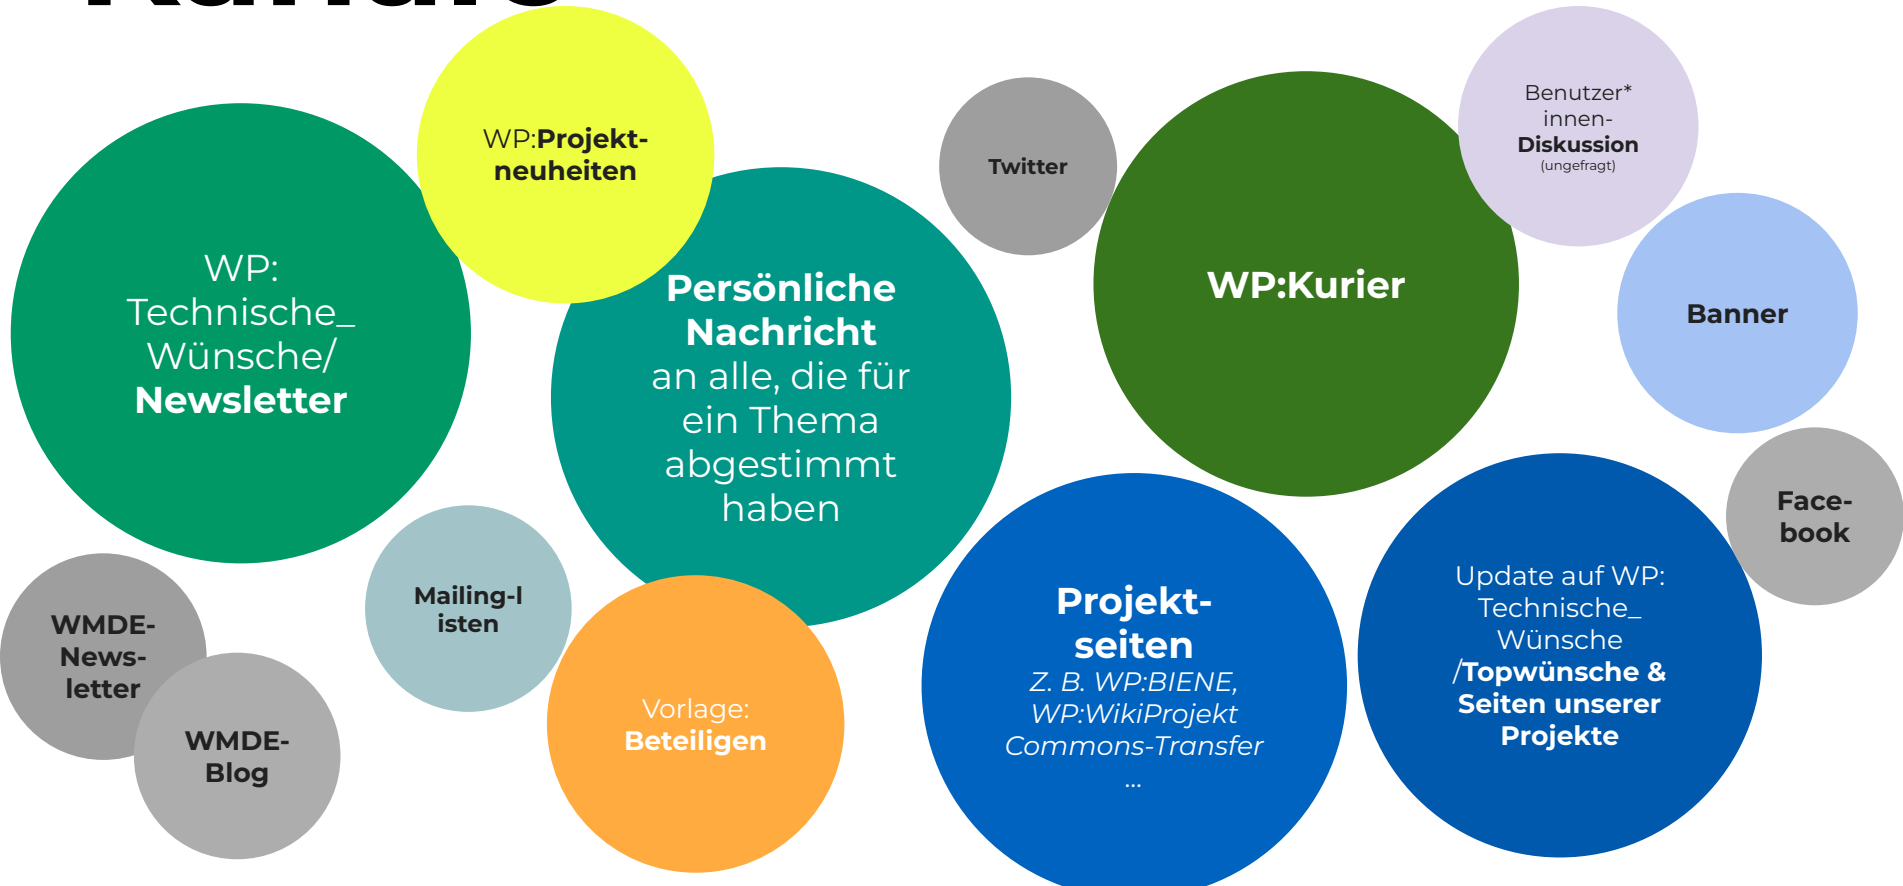 WP:Projekt-
neuheiten
WP:
Technische_
Wünsche/
Newsletter
Persönliche
Nachricht
an alle, die für
ein Thema
abgestimmt
haben
Twitter
WP:Kurier
Benutzer*
innen-
Diskussion
(ungefragt)
Banner
Face-
book
WMDE-
News-
letter
WMDE-
Blog
Mailing-l
isten
Vorlage:
Beteiligen
Projekt-
seiten
Z. B. WP:BIENE,
WP:WikiProjekt
Commons-Transfer
...
Update auf WP:
Technische_
Wünsche
/Topwünsche &
Seiten unserer
Projekte